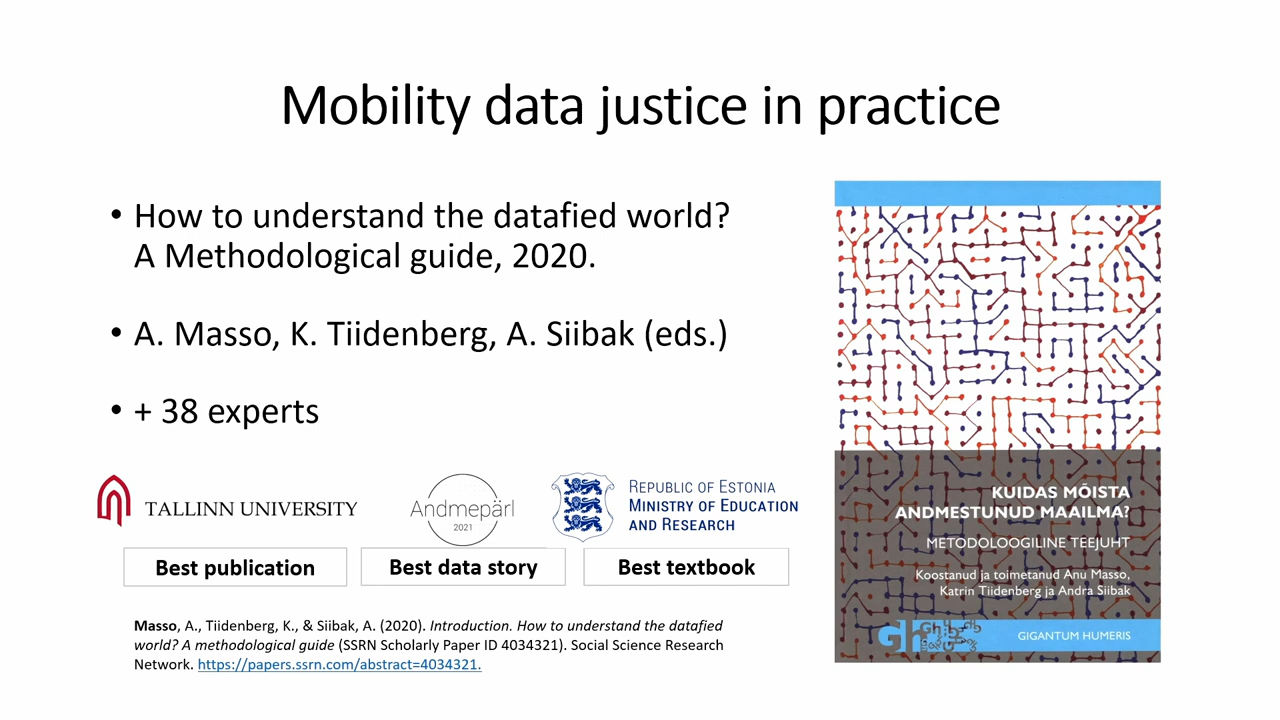 Mobility data justice in practice
• How to understand the datafied world?
A Methodological guide, 2020.
• A. Masso, K. Tiidenberg, A. Siibak (eds.)
• + 38 experts
TALLINN UNIVERSITY
Andmepärl
2021
REPUBLIC OF ESTONIA
MINISTRY OF EDUCATION
AND RESEARCH
Best publication
Best data story
Best textbook
Masso, A., Tiidenberg, K., & Siibak, A. (2020). Introduction. How to understand the datafied
world? A methodological guide (SSRN Scholarly Paper ID 4034321). Social Science Research
Network. https://papers.ssrn.com/abstract=4034321.
KUIDAS MÕISTA
ANDMESTUNUD MAAILMA?
METODOLOOGILINE TEEJUHT
Koostanud ja toimetanud Anu Masso,
Katrin Tiidenberg ja Andra Siibak
Gh
GIGANTUM HUMERIS